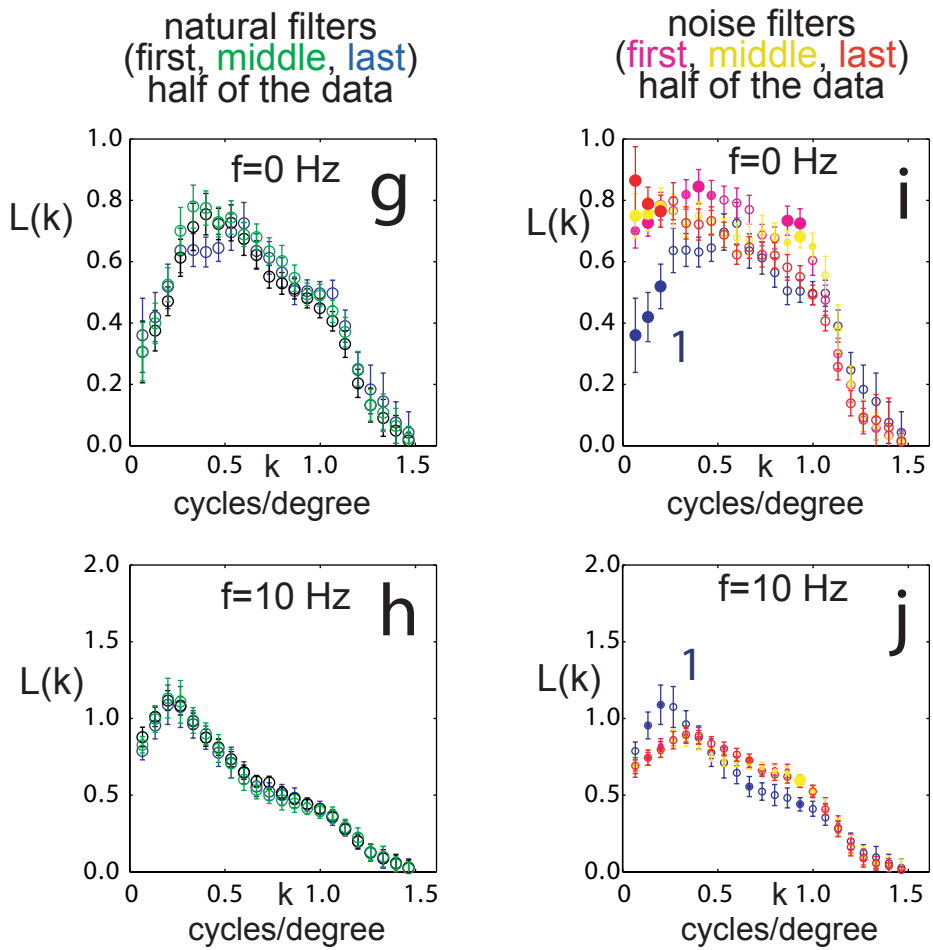 natural filters
(first, middle, last)
half of the data
noise filters
(first, middle, last)
half of the data
1.0
0.8
0.6
0.4
0.2
0.0
L(k)
f=0 Hz
g
0
0.5
1.0
1.5
k
cycles/degree
1.0
0.8
0.6
0.4
0.2
0.0
L(k)
f=0 Hz
i
1
0
0.5
1.0
1.5
k
cycles/degree
2.0
1.5
1.0
0.5
0.0
L(k)
f=10 Hz
h
0
0.5
1.0
1.5
k
cycles/degree
2.0
1.5
1.0
0.5
0.0
L(k)
f=10 Hz
j
1
0
0.5
1.0
1.5
k
cycles/degree